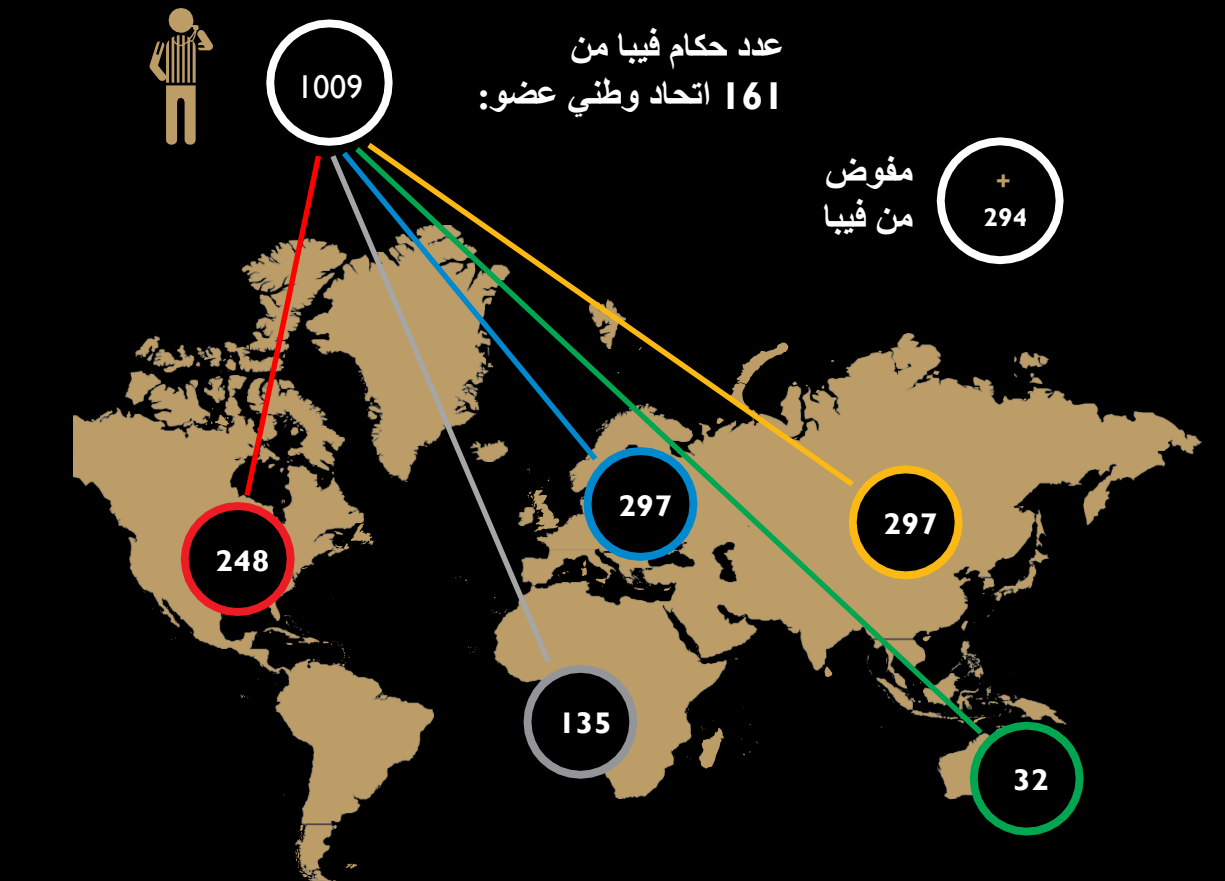 عدد حكام فيبا من
161 اتحاد وطني عضو:
1009
مفوض
من فيبا
+
294
297
297
248
135
32